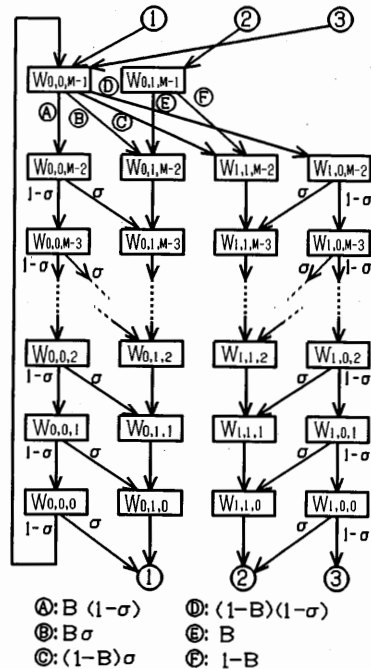 ① ② ③
W0,0,M-1 W0,1,M-1
Ⓐ Ⓑ Ⓒ Ⓓ Ⓔ Ⓕ
W0,0,M-2 W0,1,M-2 W1,1,M-2 W1,0,M-2
1-σ σ σ 1-σ
W0,0,M-3 W0,1,M-3 W1,1,M-3 W1,0,M-3
1-σ σ σ 1-σ
W0,0,2 W0,1,2 W1,1,2 W1,0,2
1-σ σ σ 1-σ
W0,0,1 W0,1,1 W1,1,1 W1,0,1
1-σ σ σ 1-σ
W0,0,0 W0,1,0 W1,1,0 W1,0,0
1-σ σ σ 1-σ
① ② ③
Ⓐ: B (1-σ) Ⓓ: (1-B)(1-σ)
Ⓑ: Bσ Ⓔ: B
Ⓒ: (1-B)σ Ⓕ: 1-B